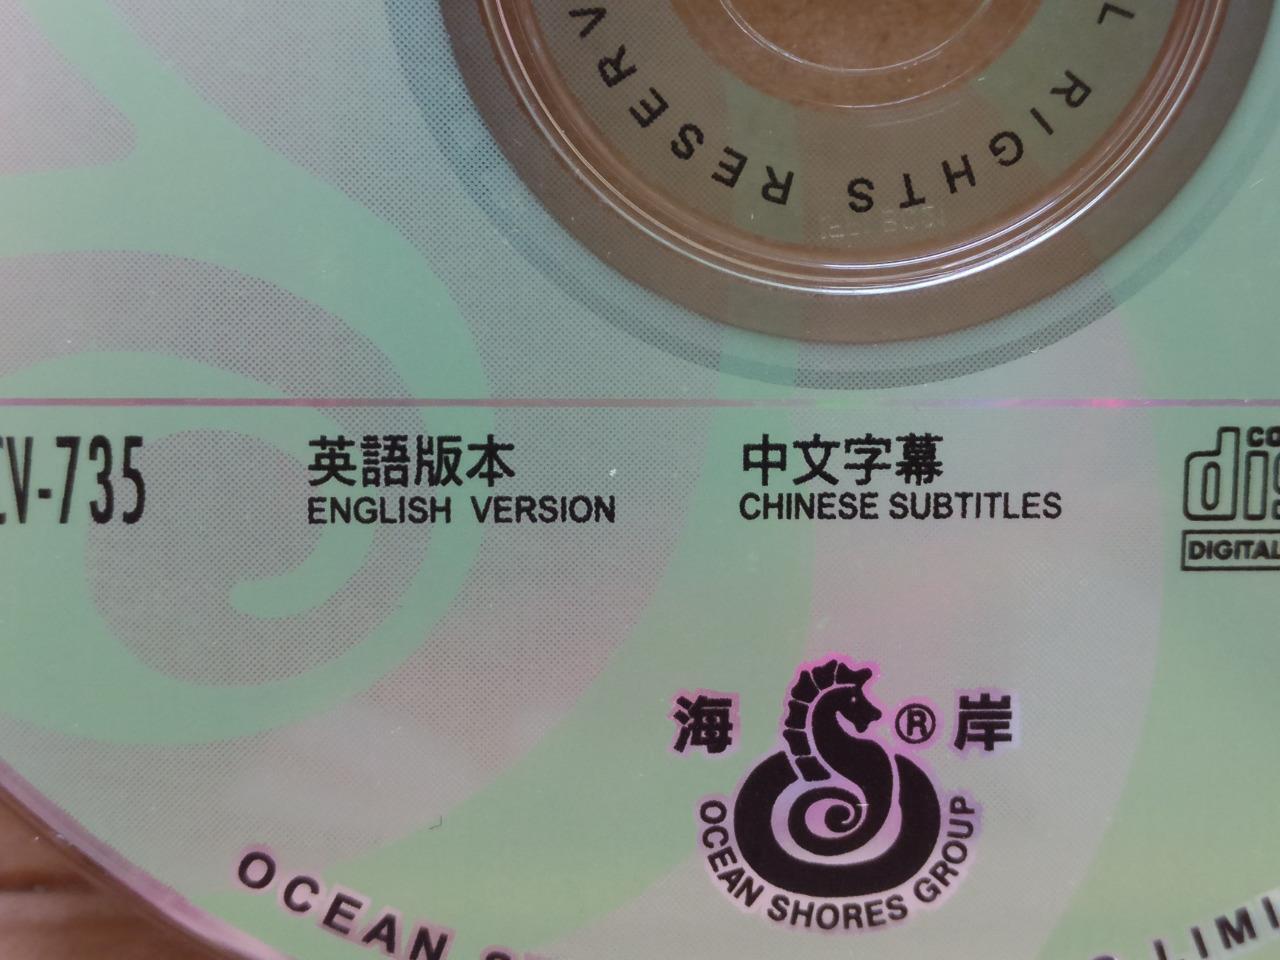 L RIGHTS RESERV
V-735
英語版本
ENGLISH VERSION
中文字幕
CHINESE SUBTITLES
DIGITAL
海 ® 岸
OCEAN SHORES GROUP
OCEAN
LIMI